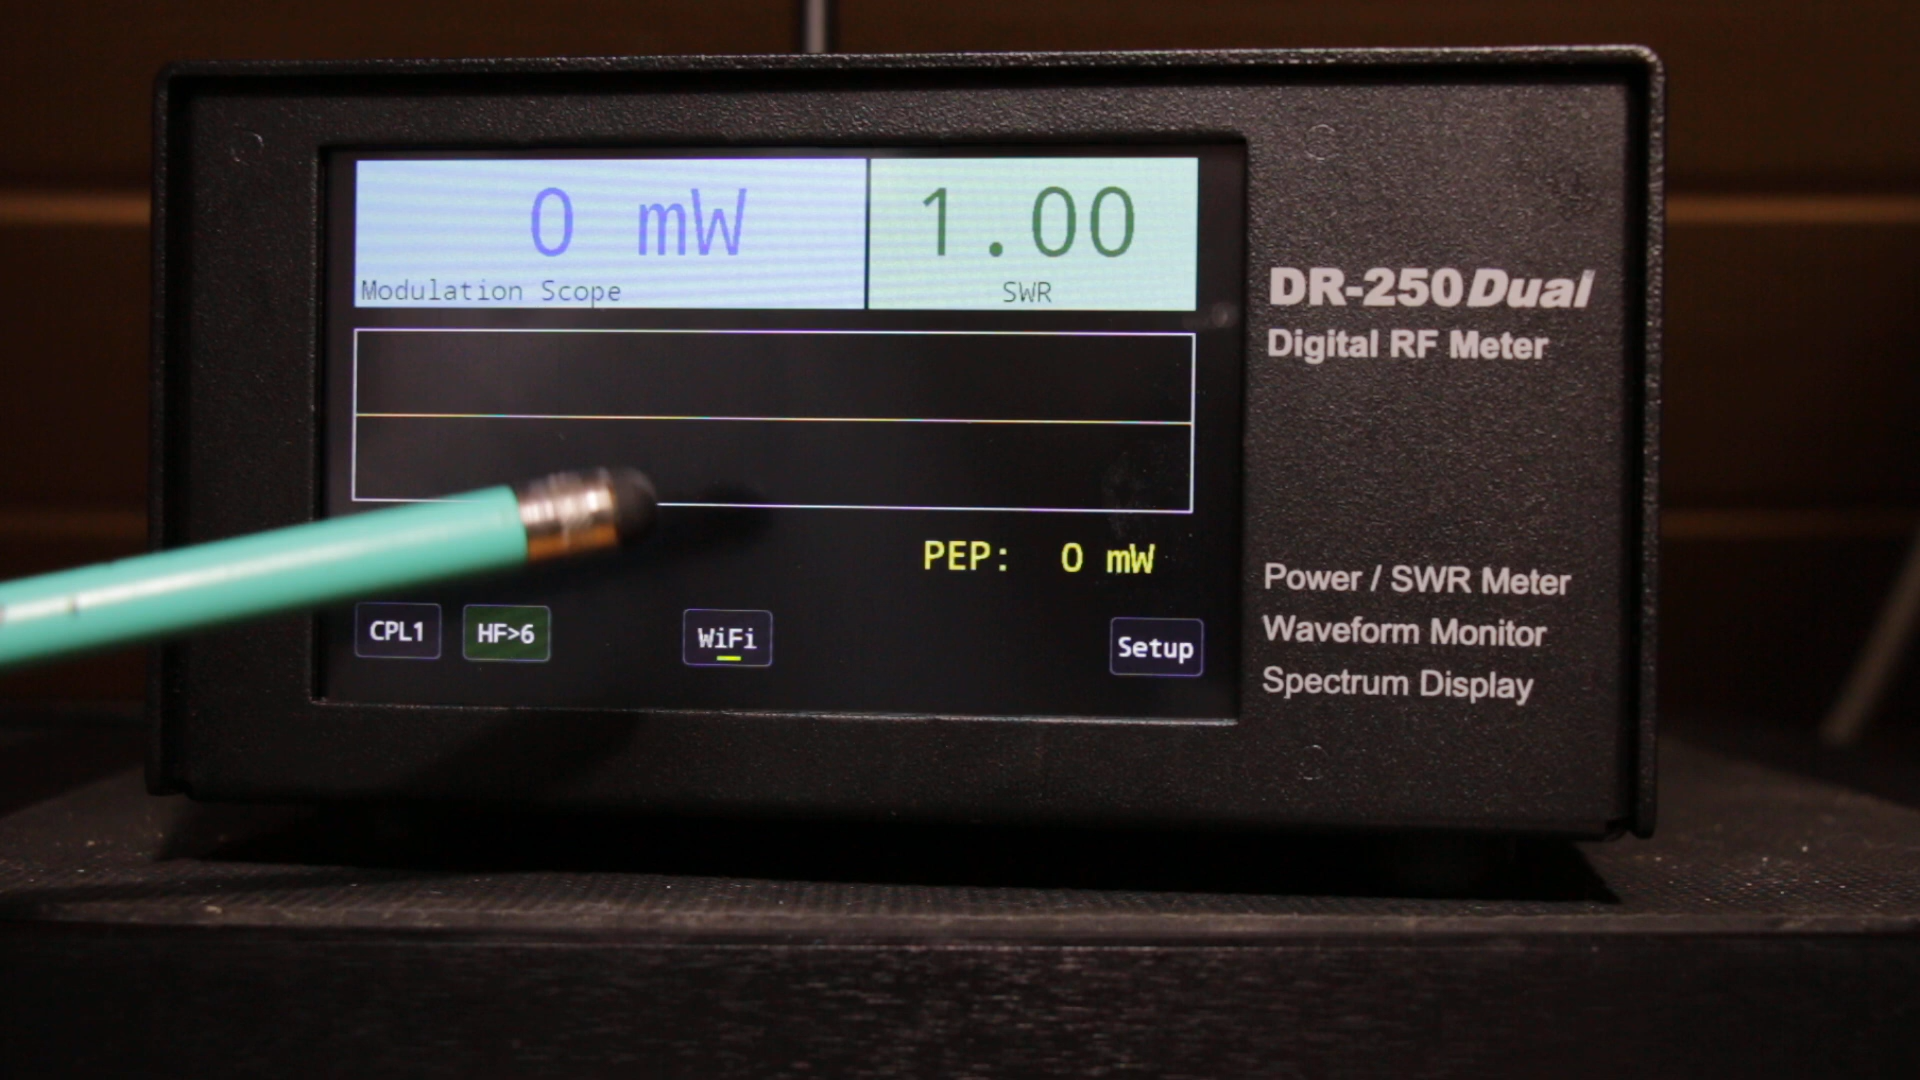 0 mW
Modulation Scope
1.00
SWR
PEP: 0 mW
CPL1
HF>6
WiFi
Setup
DR-250 Dual
Digital RF Meter
Power / SWR Meter
Waveform Monitor
Spectrum Display